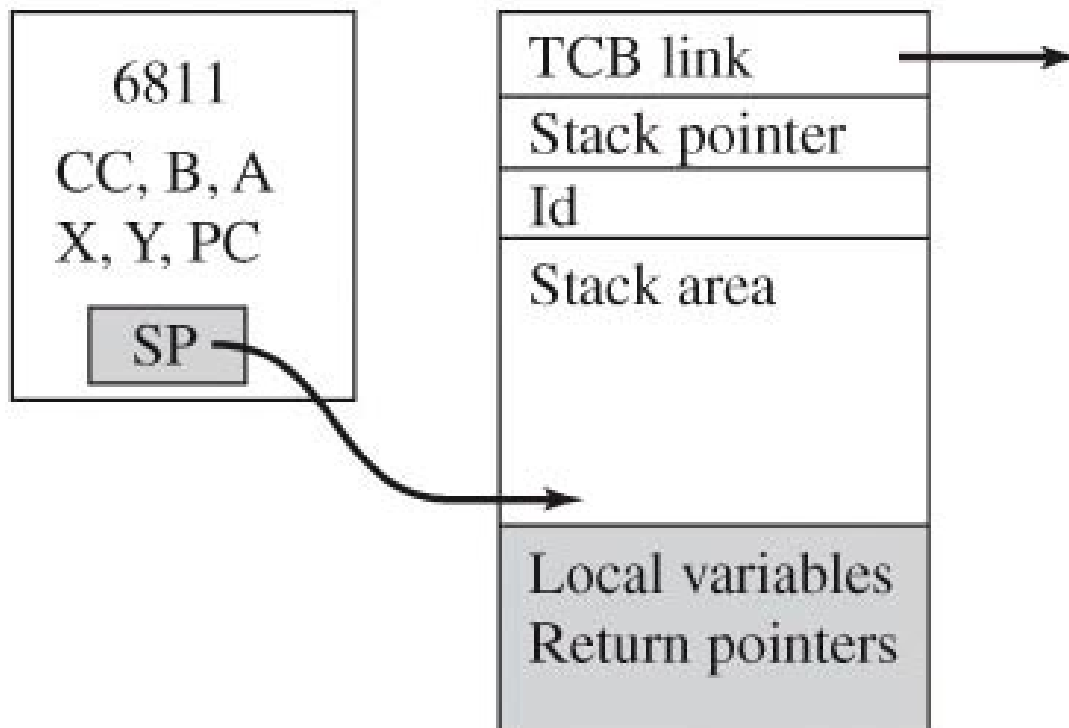 6811
CC, B, A
X, Y, PC
SP
TCB link
Stack pointer
Id
Stack area
Local variables
Return pointers